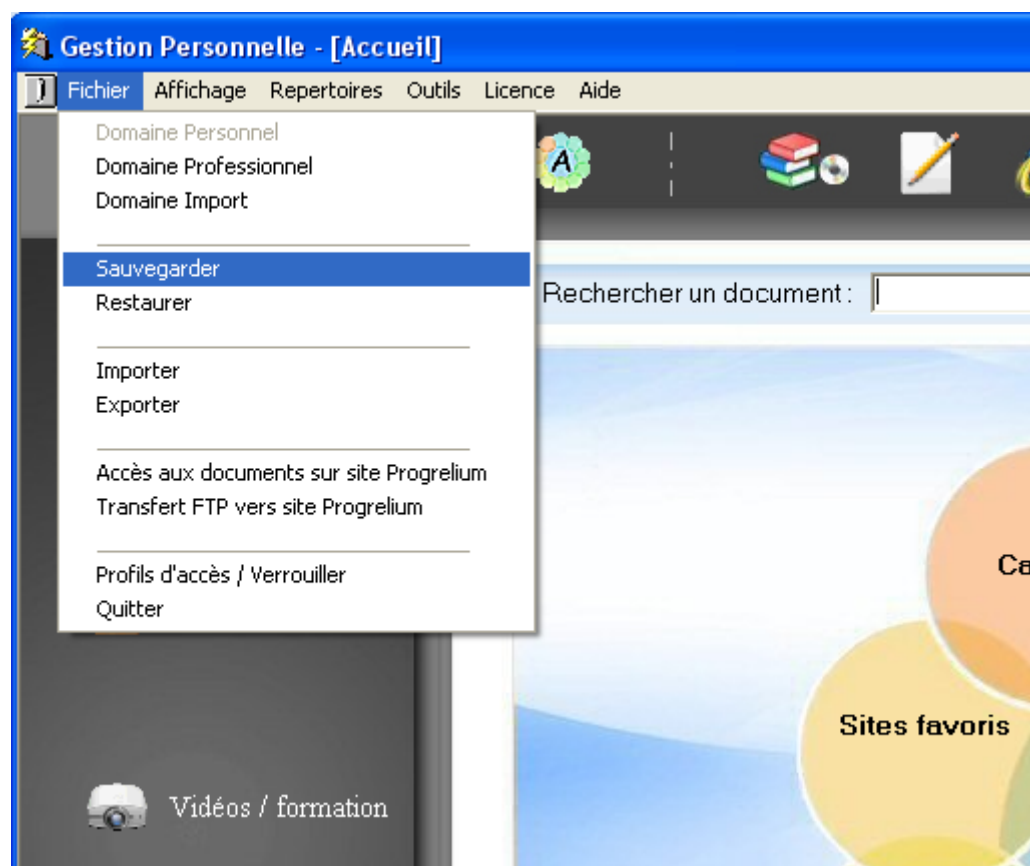 Gestion Personnelle - [Accueil]
Fichier Affichage Repertoires Outils Licence Aide
Domaine Personnel
Domaine Professionnel
Domaine Import
Sauvegarder
Restaurer
Importer
Exporter
Accès aux documents sur site Progrelium
Transfert FTP vers site Progrelium
Profils d'accès / Verrouiller
Quitter
A
Rechercher un document :
Ca
Sites favoris
Vidéos / formation